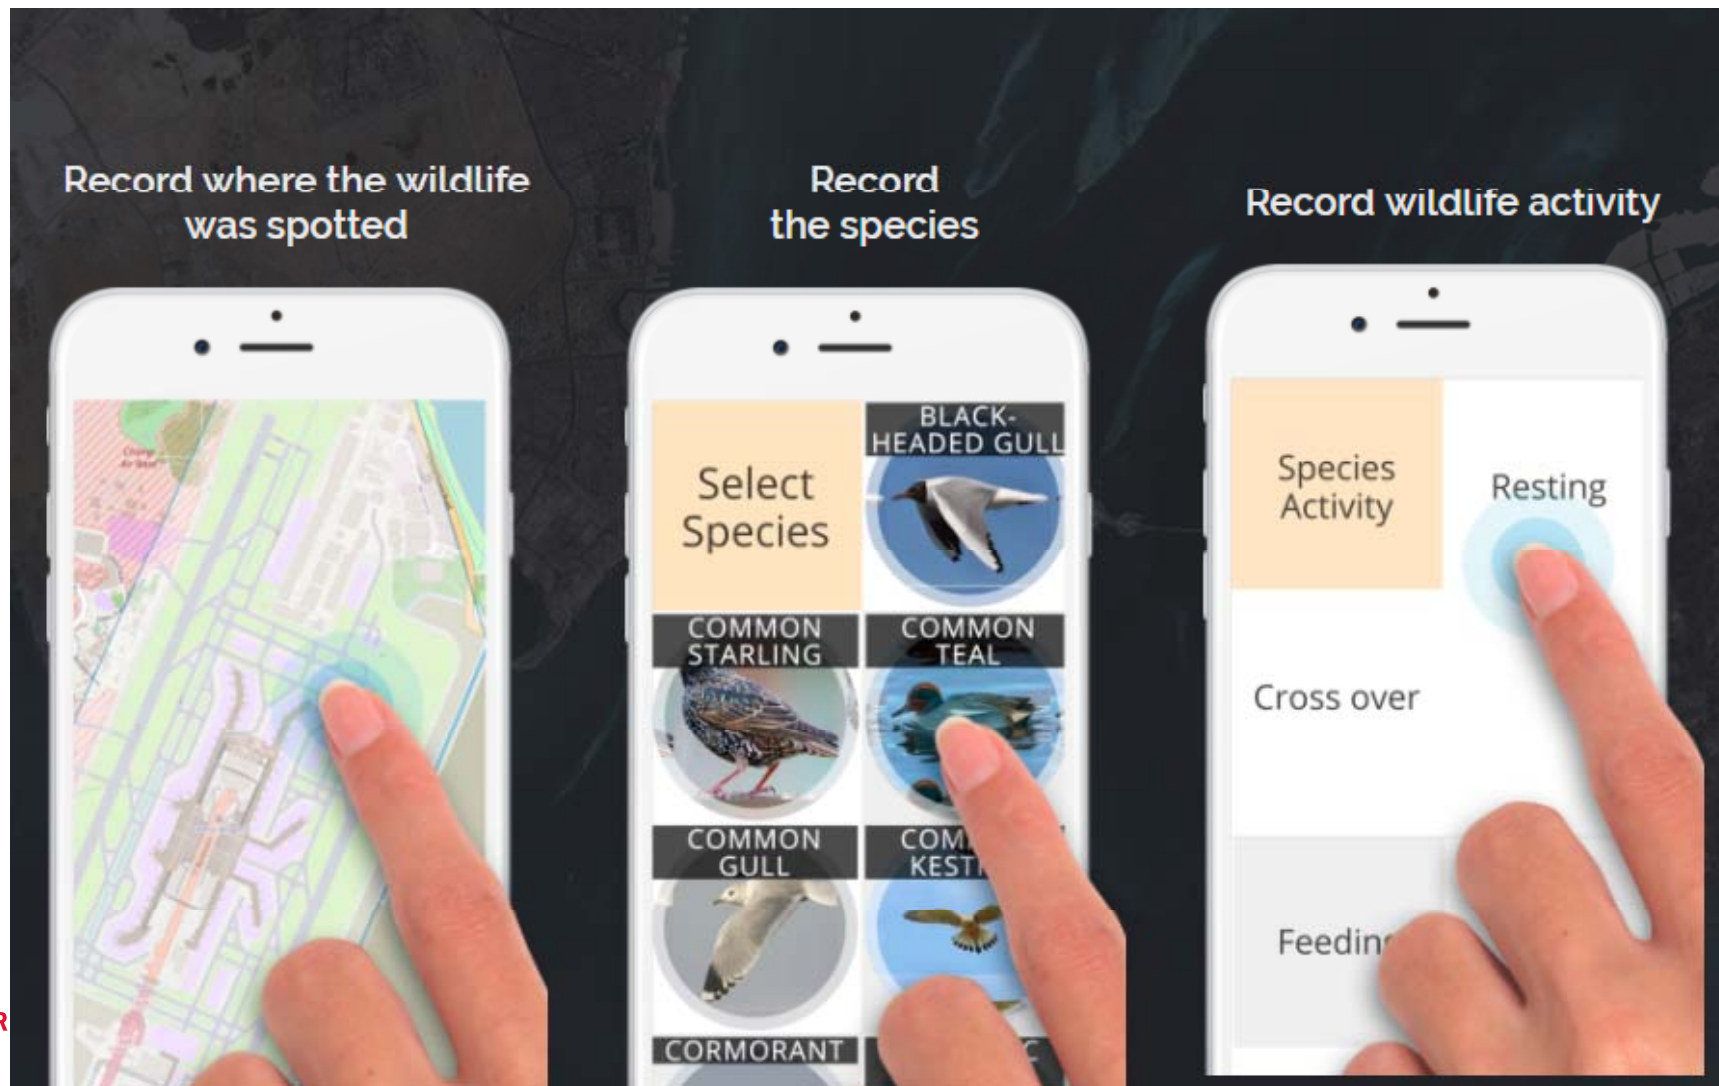 Record where the wildlife
was spotted
Record
the species
Record wildlife activity
Select
Species
BLACK-
HEADED GULL
COMMON
STARLING
COMMON
TEAL
COMMON
GULL
CORMORANT
Species
Activity
Resting
Cross over
R